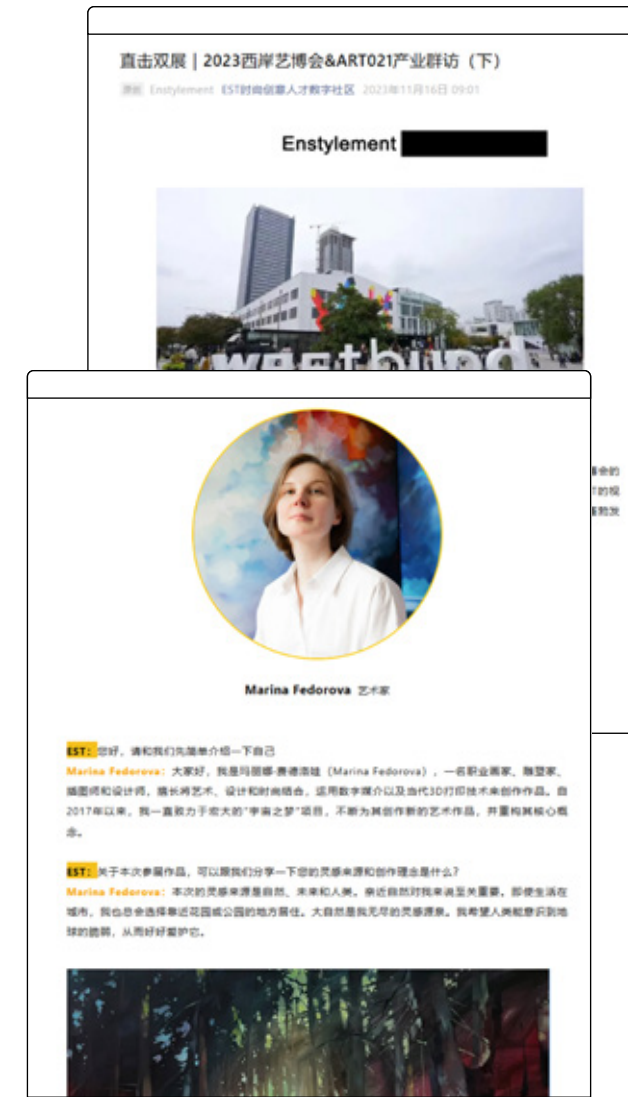 直击双展 | 2023西岸艺博会&ART021产业群访（下）
原创 Enstylement EST时尚创意人才数字社区 2023年11月16日 09:01
Enstylement
westbund
Marina Fedorova 艺术家
EST: 您好，请和我们先简单介绍一下自己
Marina Fedorova: 大家好，我是玛丽娜·费德洛娃（Marina Fedorova），一名职业画家、雕塑家、
插图师和设计师，擅长将艺术、设计和时尚结合，运用数字媒介以及当代3D打印技术来创作作品。自
2017年以来，我一直致力于宏大的“宇宙之梦”项目，不断为其创作新的艺术作品，并重构其核心概
念。
EST: 关于本次参展作品，可以跟我们分享一下您的灵感来源和创作理念是什么？
Marina Fedorova: 本次的灵感来源是自然、未来和人类。亲近自然对我来说至关重要。即使生活在
城市，我也总会选择靠近花园或公园的地方居住。大自然是我无尽的灵感源泉。我希望人类能意识到地
球的脆弱，从而好好爱护它。